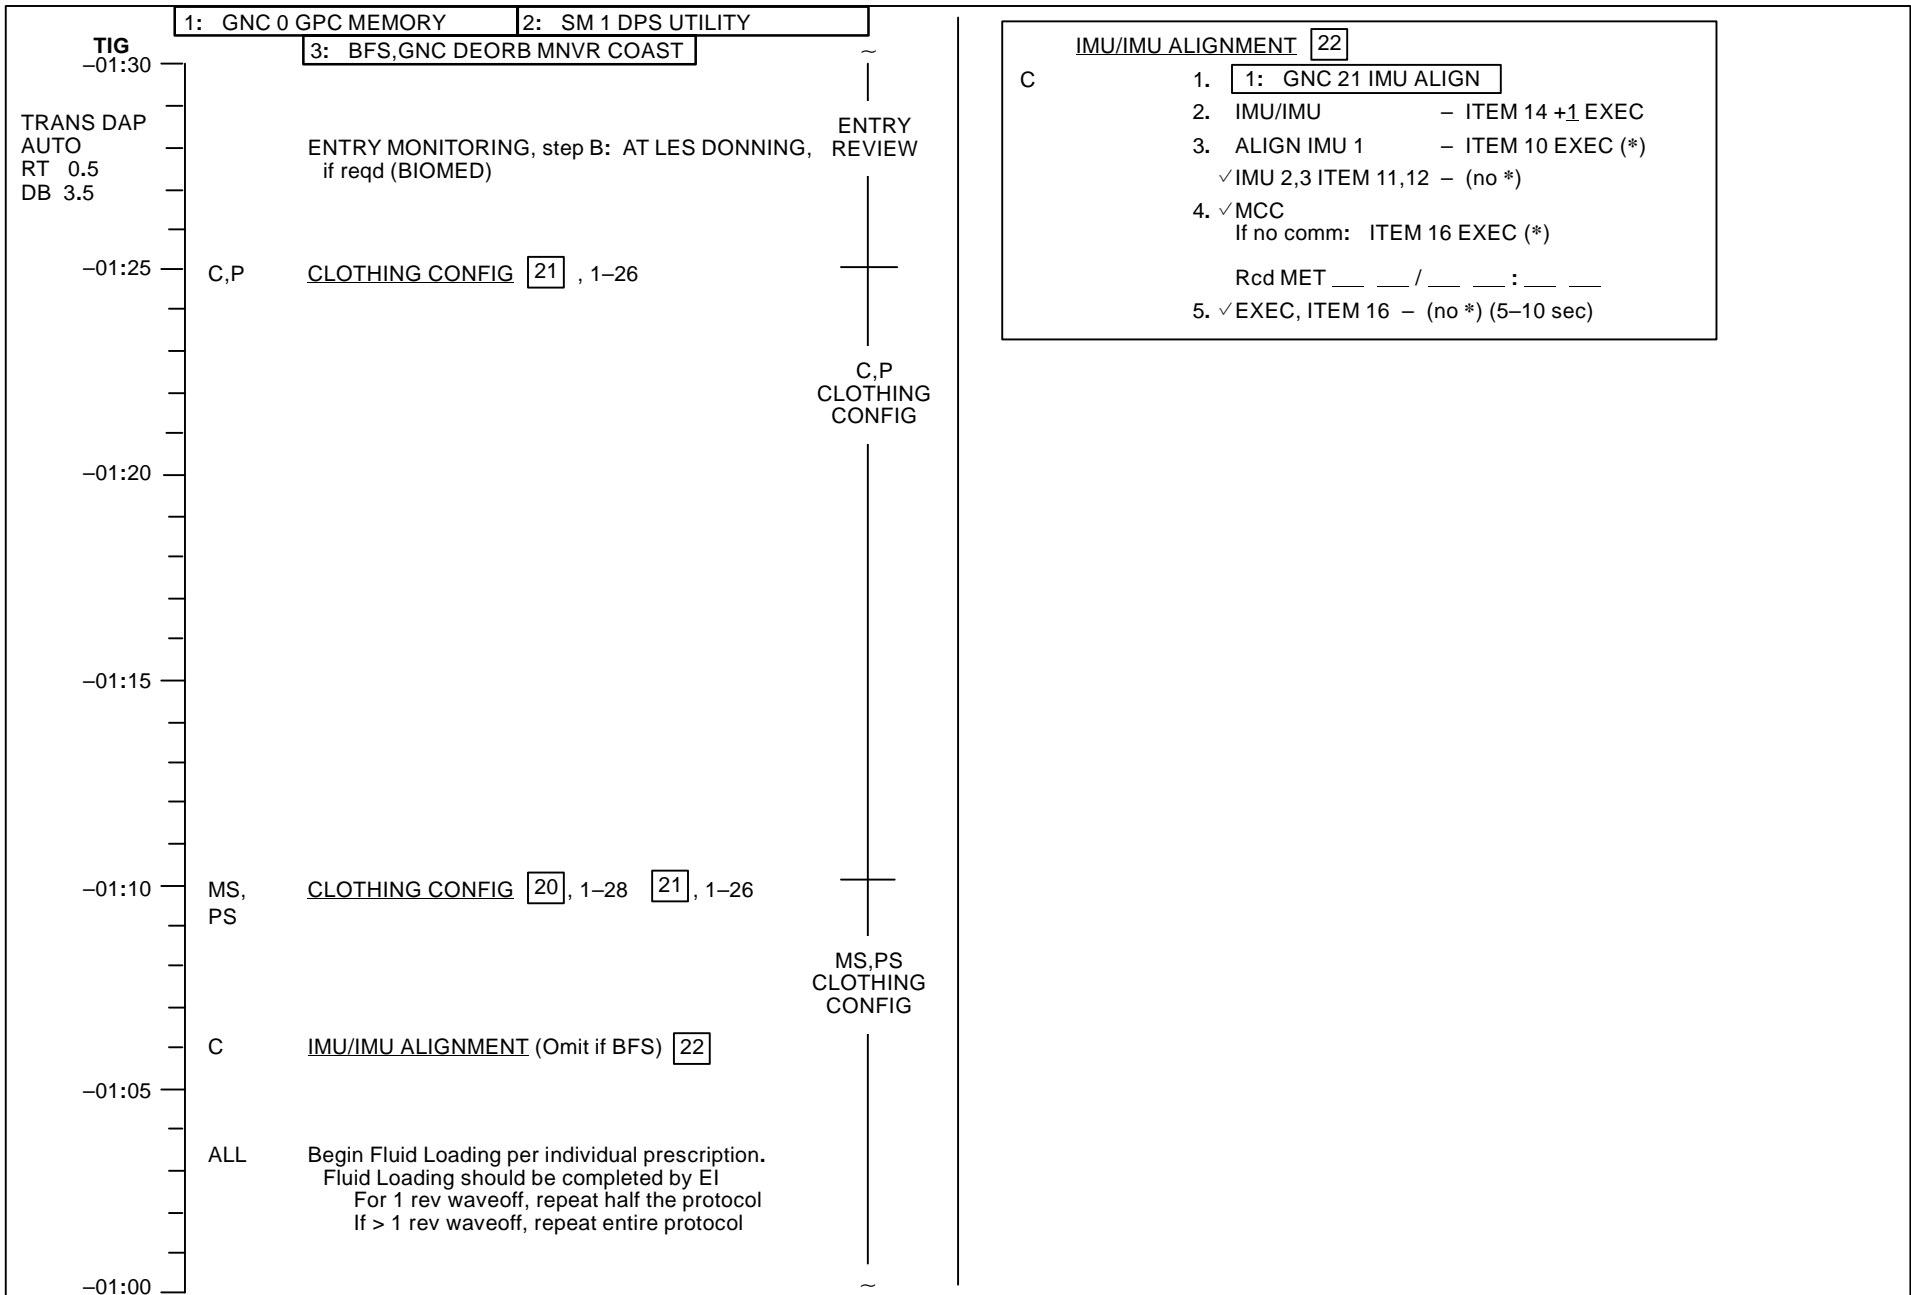 1: GNC 0 GPC MEMORY 2: SM 1 DPS UTILITY
3: BFS,GNC DEORB MNVR COAST
TIG
–01:30
TRANS DAP
AUTO
RT 0.5
DB 3.5
ENTRY MONITORING, step B: AT LES DONNING,
if reqd (BIOMED)
ENTRY
REVIEW
–01:25 C,P CLOTHING CONFIG 21 , 1–26
C,P
CLOTHING
CONFIG
–01:20
–01:15
–01:10 MS, CLOTHING CONFIG 20 , 1–28 21 , 1–26
PS
MS,PS
CLOTHING
CONFIG
C IMU/IMU ALIGNMENT (Omit if BFS) 22
–01:05
ALL Begin Fluid Loading per individual prescription.
Fluid Loading should be completed by EI
For 1 rev waveoff, repeat half the protocol
If > 1 rev waveoff, repeat entire protocol
–01:00
IMU/IMU ALIGNMENT 22
C 1. 1: GNC 21 IMU ALIGN
2. IMU/IMU – ITEM 14 +1 EXEC
3. ALIGN IMU 1 – ITEM 10 EXEC (*)
√IMU 2,3 ITEM 11,12 – (no *)
4. √MCC
If no comm: ITEM 16 EXEC (*)
Rcd MET __ __ / __ __ : __ __
5. √EXEC, ITEM 16 – (no *) (5–10 sec)